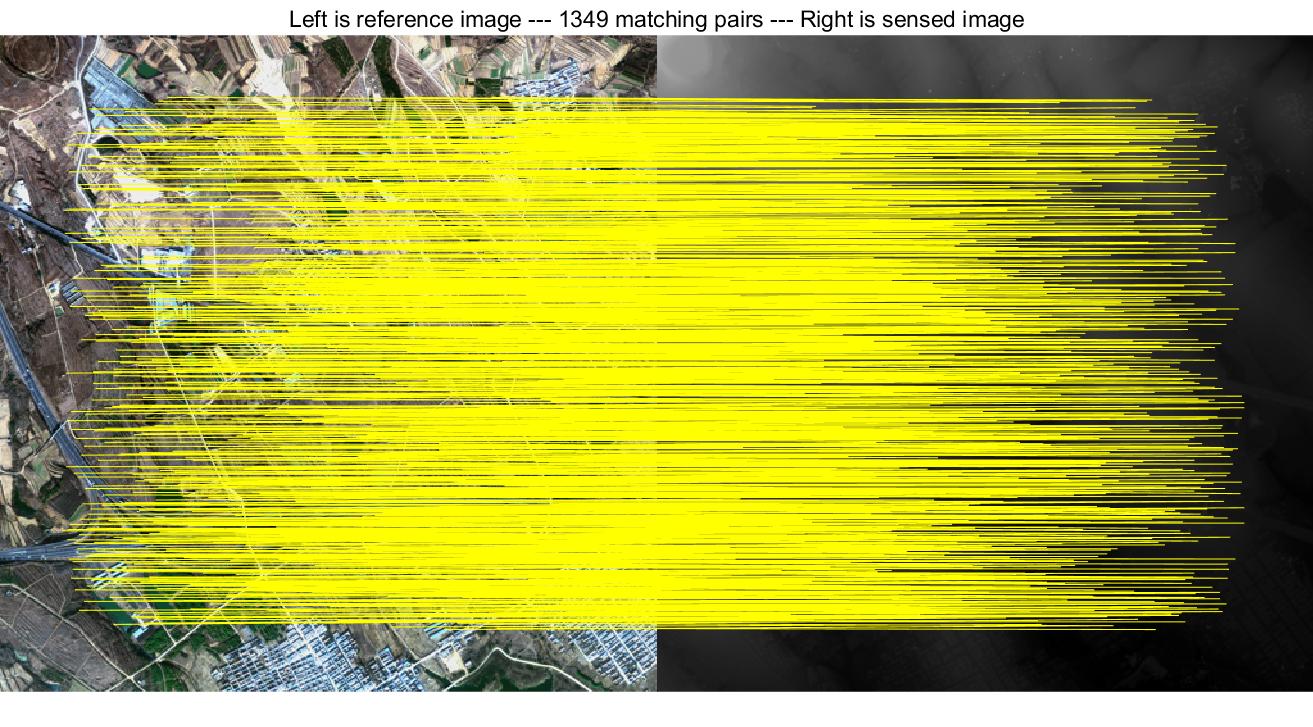 Left is reference image --- 1349 matching pairs --- Right is sensed image